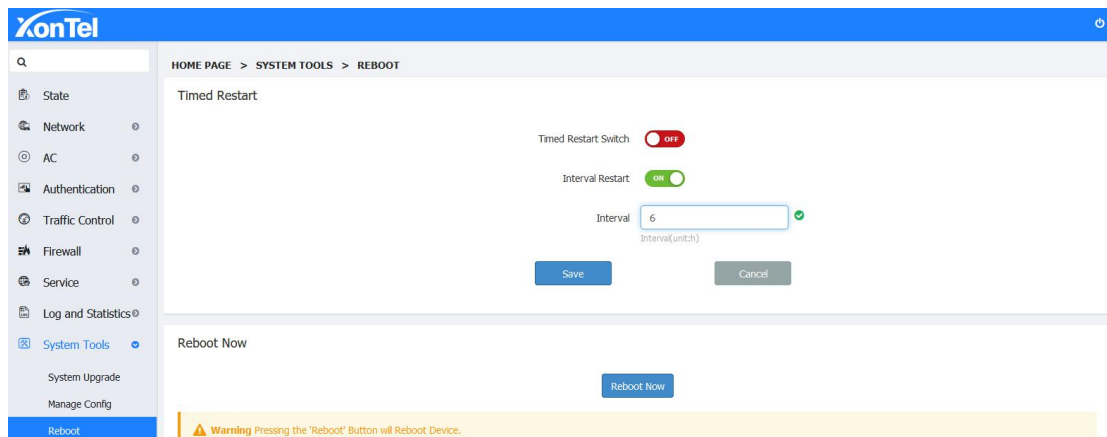 XonTel
HOME PAGE > SYSTEM TOOLS > REBOOT
State
Network
AC
Authentication
Traffic Control
Firewall
Service
Log and Statistics
System Tools
System Upgrade
Manage Config
Reboot
Timed Restart
Timed Restart Switch OFF
Interval Restart ON
Interval 6
Interval(unit:h)
Save Cancel
Reboot Now
Reboot Now
Warning Pressing the 'Reboot' Button will Reboot Device.